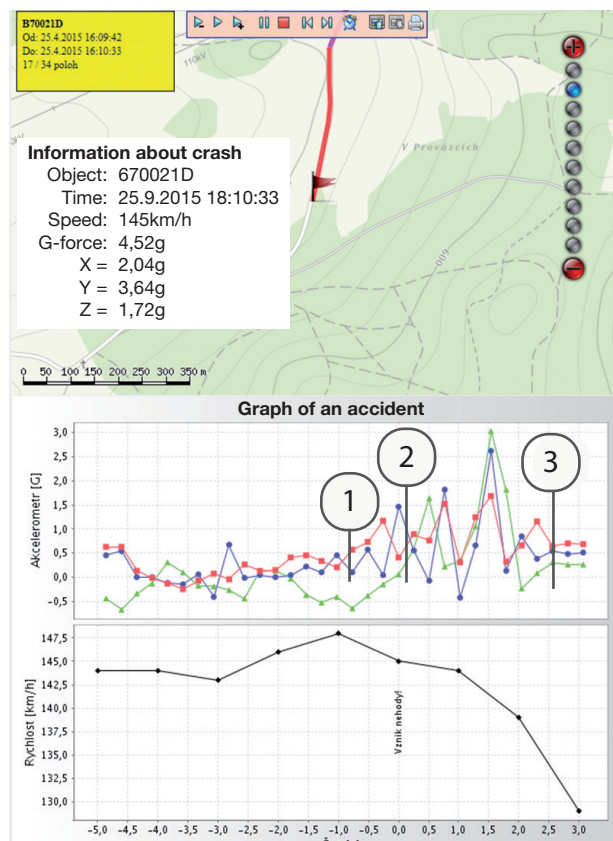 B70021D
Od: 25.4.2015 16:09:42
Do: 25.4.2015 16:10:33
17 / 34 poloh
110kV
V Provázcích
600
Information about crash
Object: 670021D
Time: 25.9.2015 18:10:33
Speed: 145km/h
G-force: 4,52g
X = 2,04g
Y = 3,64g
Z = 1,72g
0 50 100 150 200 250 300 350 m
Graph of an accident
Akcelerometr [G]
3,0
2,5
2,0
1,5
1,0
0,5
0,0
-0,5
1
2
3
Rychlost [km/h]
147,5
145,0
142,5
140,0
137,5
135,0
132,5
130,0
Vznik nehody!
-5,0 -4,5 -4,0 -3,5 -3,0 -2,5 -2,0 -1,5 -1,0 -0,5 0,0 0,5 1,0 1,5 2,0 2,5 3,0